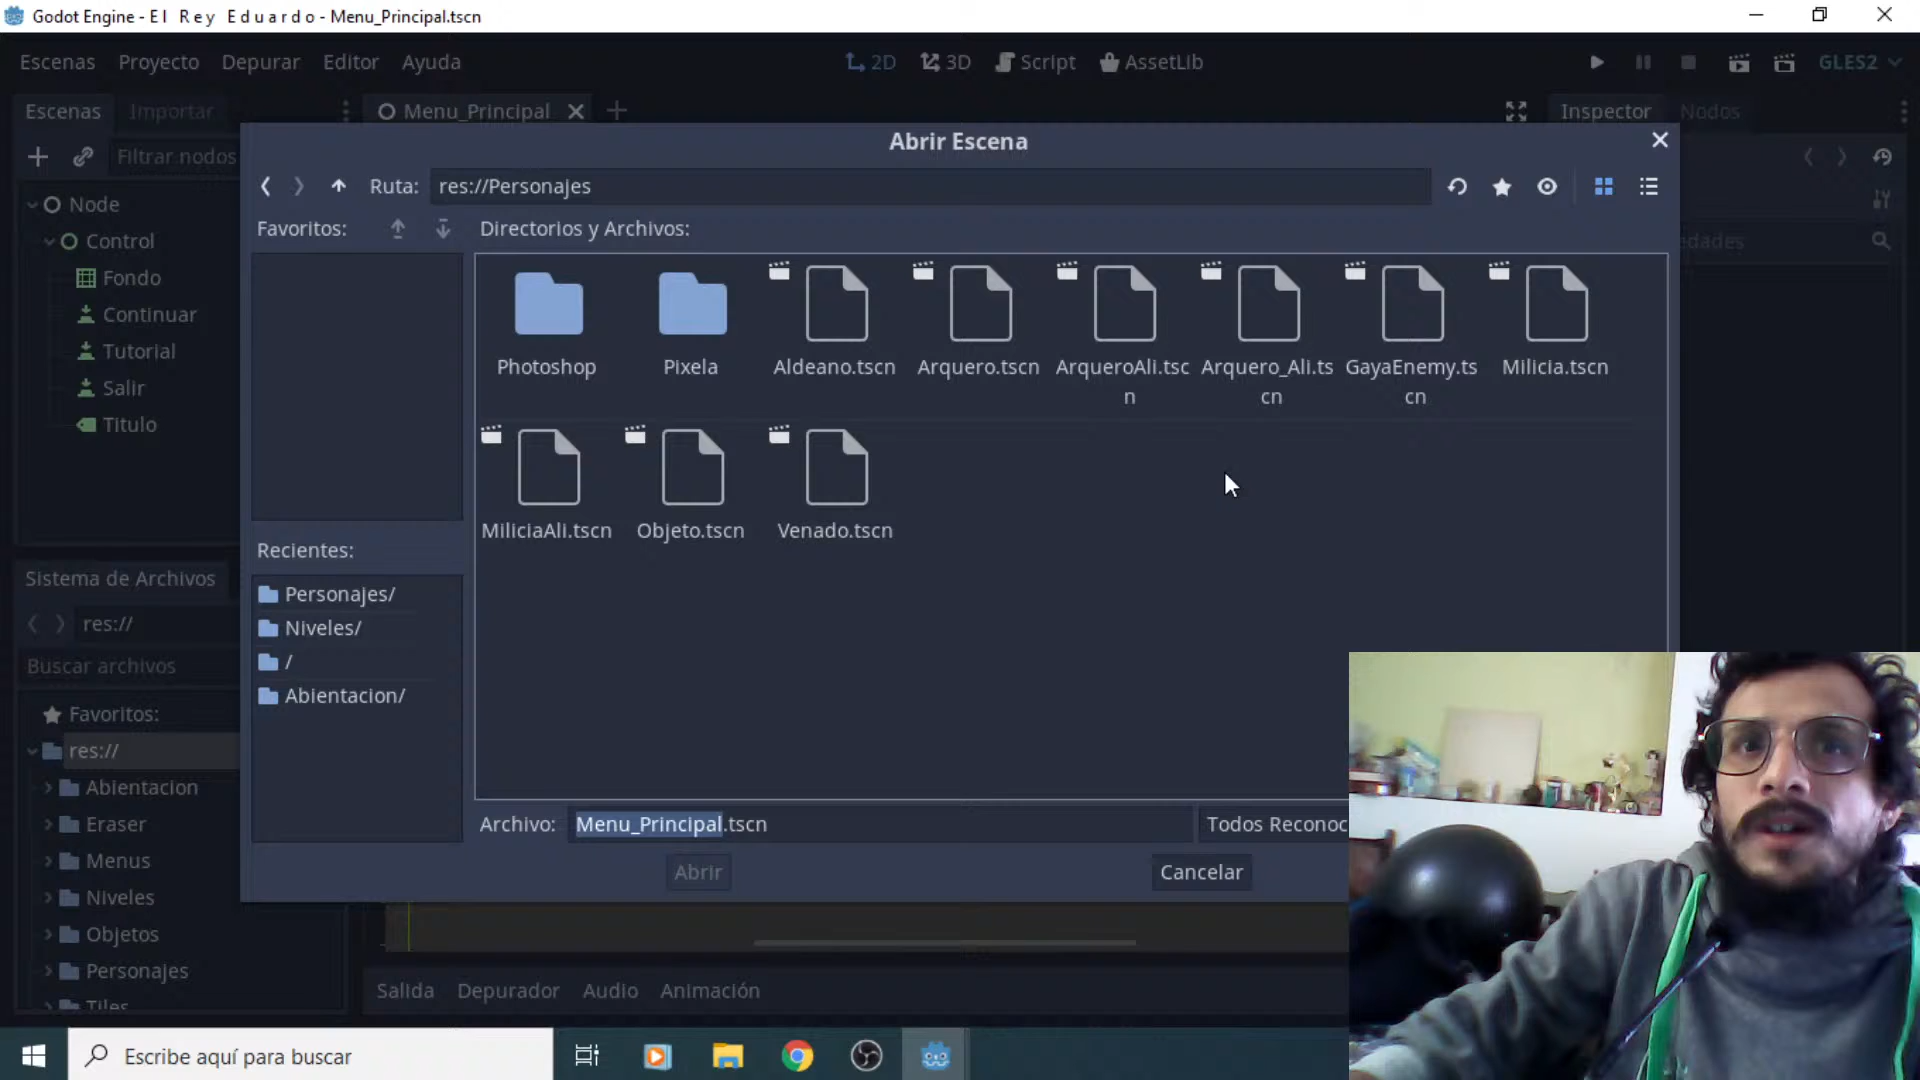 Godot Engine - El Rey Eduardo - Menu_Principal.tscn
Escenas Proyecto Depurar Editor Ayuda
2D 3D Script AssetLib
GLES2
Escenas Importar
Menu_Principal
Inspector Nodos
Filtrar nodos
Abrir Escena
Ruta: res://Personajes
Favoritos:
Directorios y Archivos:
Node
Control
Fondo
Continuar
Tutorial
Salir
Titulo
edades
Photoshop Pixela Aldeano.tscn Arquero.tscn ArqueroAli.tsc Arquero_Ali.ts GayaEnemy.ts Milicia.tscn
n cn cn
MiliciaAli.tscn Objeto.tscn Venado.tscn
Recientes:
Personajes/
Niveles/
/
Abientacion/
Sistema de Archivos
res://
Buscar archivos
Favoritos:
res://
Abientacion
Eraser
Menus
Niveles
Objetos
Personajes
Tiles
Archivo: Menu_Principal.tscn Todos Reconoc
Abrir Cancelar
Salida Depurador Audio Animación
Escribe aquí para buscar